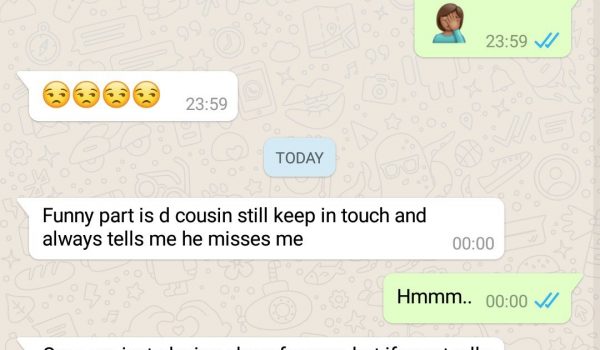 23:59
23:59
TODAY
Funny part is d cousin still keep in touch and
always tells me he misses me
00:00
Hmmm.. 00:00